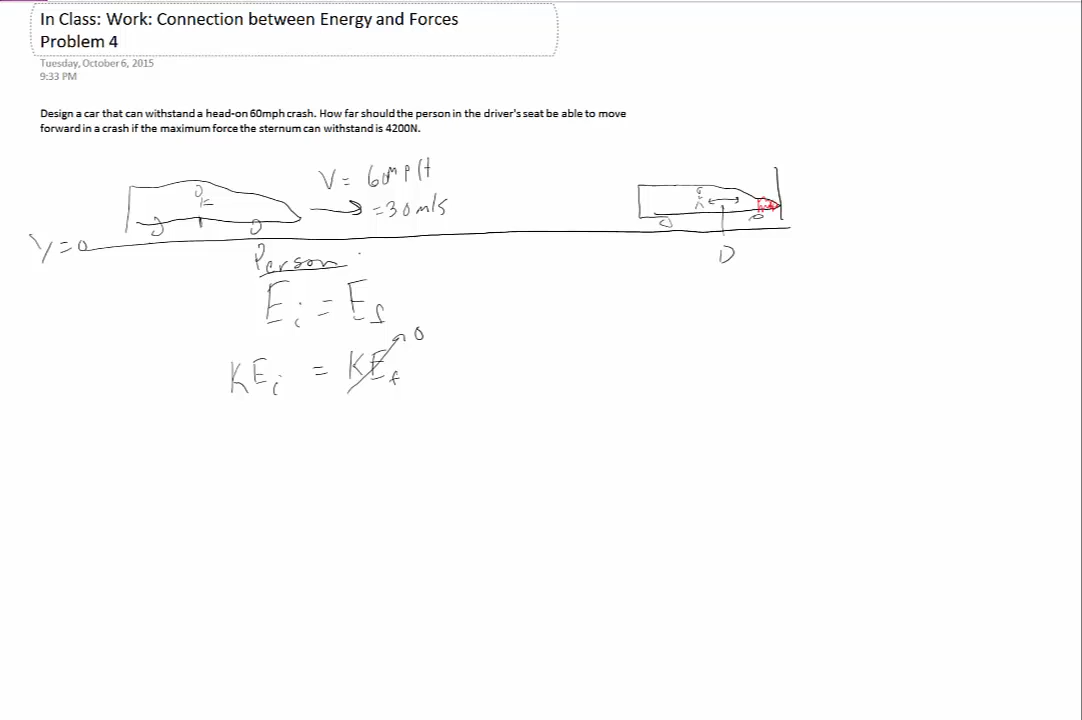 In Class: Work: Connection between Energy and Forces
Problem 4
Tuesday, October 6, 2015
9:33 PM
Design a car that can withstand a head-on 60mph crash. How far should the person in the driver's seat be able to move
forward in a crash if the maximum force the sternum can withstand is 4200N.
V = 60mplt
= 30 m/s
Y = 0
D
Person
Ei = Ef
KEi = KEf 0